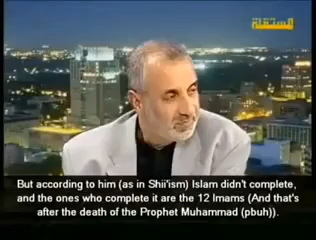 المستقلة
But according to him (as in Shii'ism) Islam didn't complete,
and the ones who complete it are the 12 Imams (And that's
after the death of the Prophet Muhammad (pbuh)).